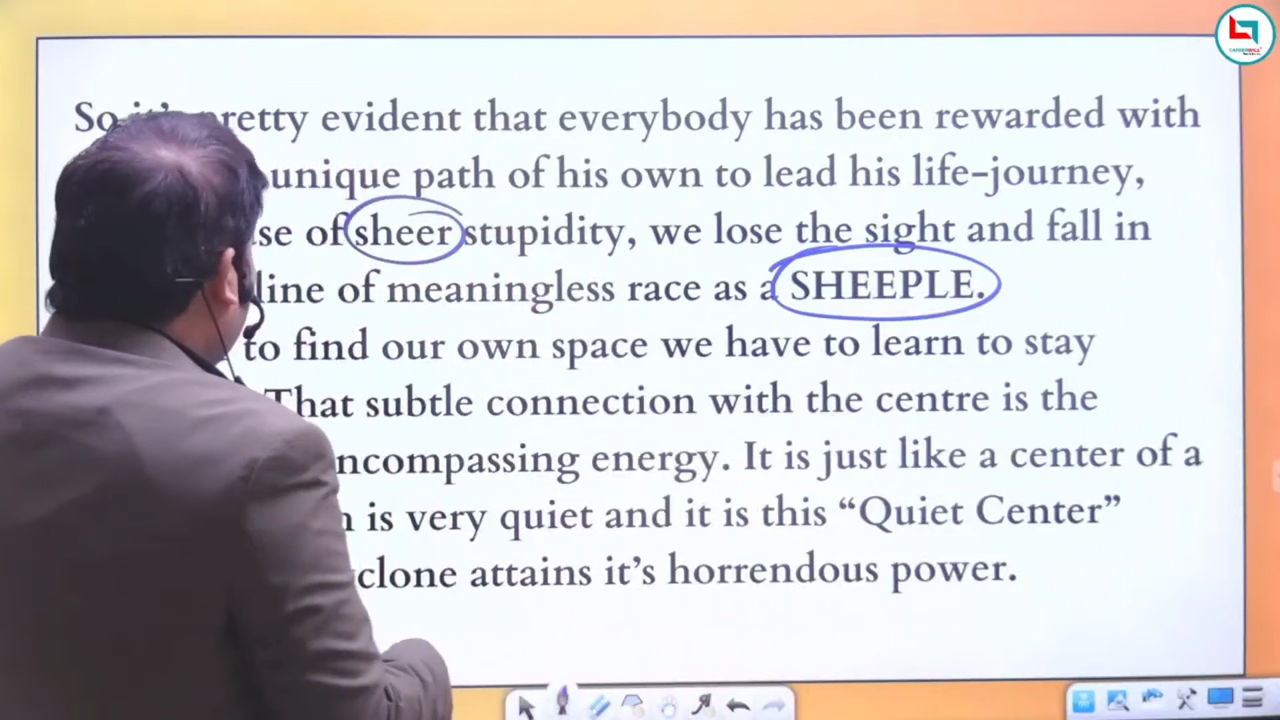 So it's pretty evident that everybody has been rewarded with
unique path of his own to lead his life-journey,
of sheer stupidity, we lose the sight and fall in
line of meaningless race as a SHEEPLE.
to find our own space we have to learn to stay
That subtle connection with the centre is the
energy. It is just like a center of a
is very quiet and it is this “Quiet Center”
attains it's horrendous power.
CAREERWILL